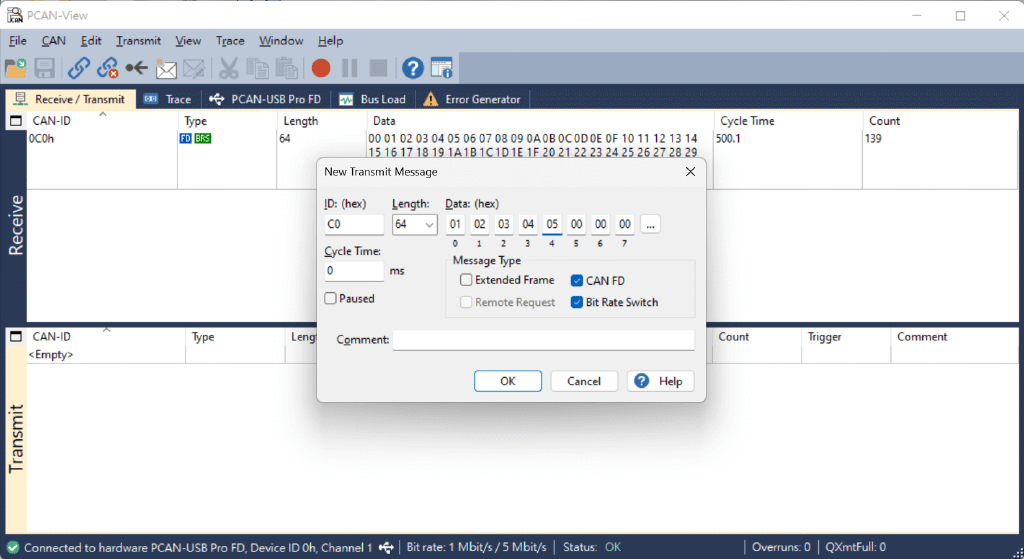 PCAN-View
File CAN Edit Transmit View Trace Window Help
Receive / Transmit Trace PCAN-USB Pro FD Bus Load Error Generator
CAN-ID Type Length Data Cycle Time Count
0C0h FD BRS 64 00 01 02 03 04 05 06 07 08 09 0A 0B 0C 0D 0E 0F 10 11 12 13 14 500.1 139
15 16 17 18 19 1A 1B 1C 1D 1E 1F 20 21 22 23 24 25 26 27 28 29
Receive
New Transmit Message
ID: (hex) Length: Data: (hex)
C0 64 01 02 03 04 05 00 00 00 ...
0 1 2 3 4 5 6 7
Cycle Time: Message Type
0 ms Extended Frame CAN FD
Paused Remote Request Bit Rate Switch
Comment:
OK Cancel Help
CAN-ID Type Leng Count Trigger Comment
<Empty>
Transmit
Connected to hardware PCAN-USB Pro FD, Device ID 0h, Channel 1 Bit rate: 1 Mbit/s / 5 Mbit/s Status: OK Overruns: 0 QXmtFull: 0